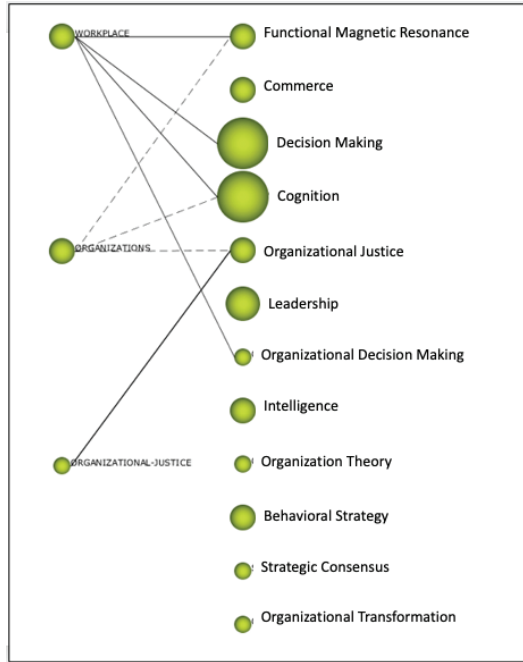 WORKPLACE
Functional Magnetic Resonance
Commerce
Decision Making
Cognition
ORGANIZATIONS
Organizational Justice
Leadership
Organizational Decision Making
Intelligence
ORGANIZATIONAL-JUSTICE
Organization Theory
Behavioral Strategy
Strategic Consensus
Organizational Transformation